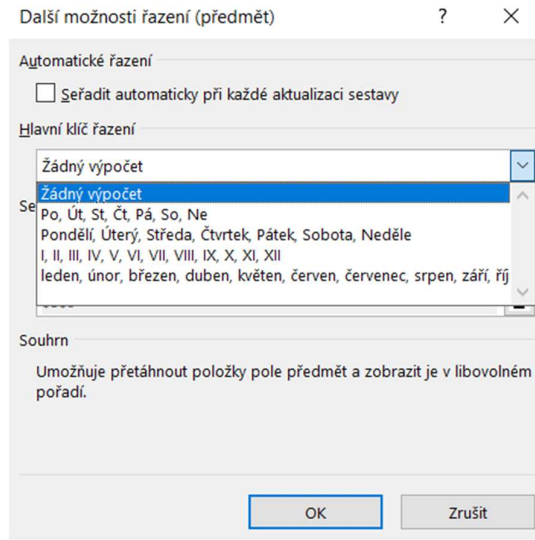 Další možnosti řazení (předmět) ?
Automatické řazení
Seřadit automaticky při každé aktualizaci sestavy
Hlavní klíč řazení
Žádný výpočet
Žádný výpočet
Se
Po, Út, St, Čt, Pá, So, Ne
Pondělí, Úterý, Středa, Čtvrtek, Pátek, Sobota, Neděle
I, II, III, IV, V, VI, VII, VIII, IX, X, XI, XII
leden, únor, březen, duben, květen, červen, červenec, srpen, září, říj
Souhrn
Umožňuje přetáhnout položky pole předmět a zobrazit je v libovolném
pořadí.
OK Zrušit